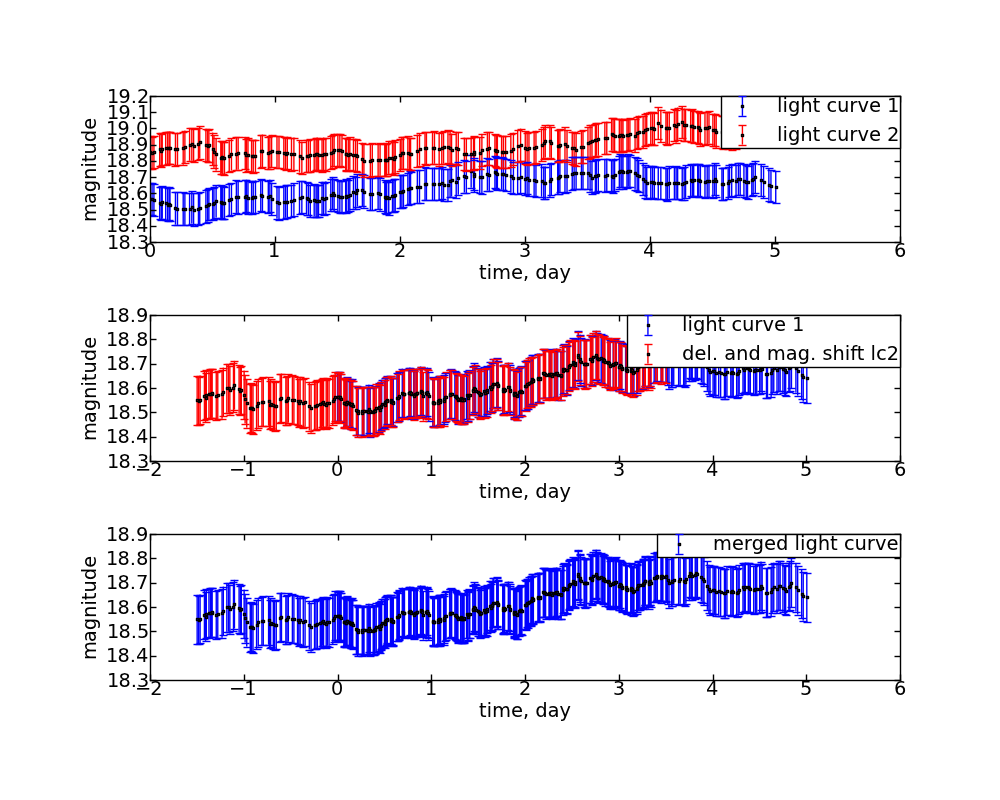 19.2
19.1
19.0
18.9
18.8
18.7
18.6
18.5
18.4
18.3
magnitude
light curve 1
light curve 2
0 1 2 3 4 5 6
time, day
18.9
18.8
18.7
18.6
18.5
18.4
18.3
magnitude
light curve 1
del. and mag. shift lc2
−2 −1 0 1 2 3 4 5 6
time, day
18.9
18.8
18.7
18.6
18.5
18.4
18.3
magnitude
merged light curve
−2 −1 0 1 2 3 4 5 6
time, day